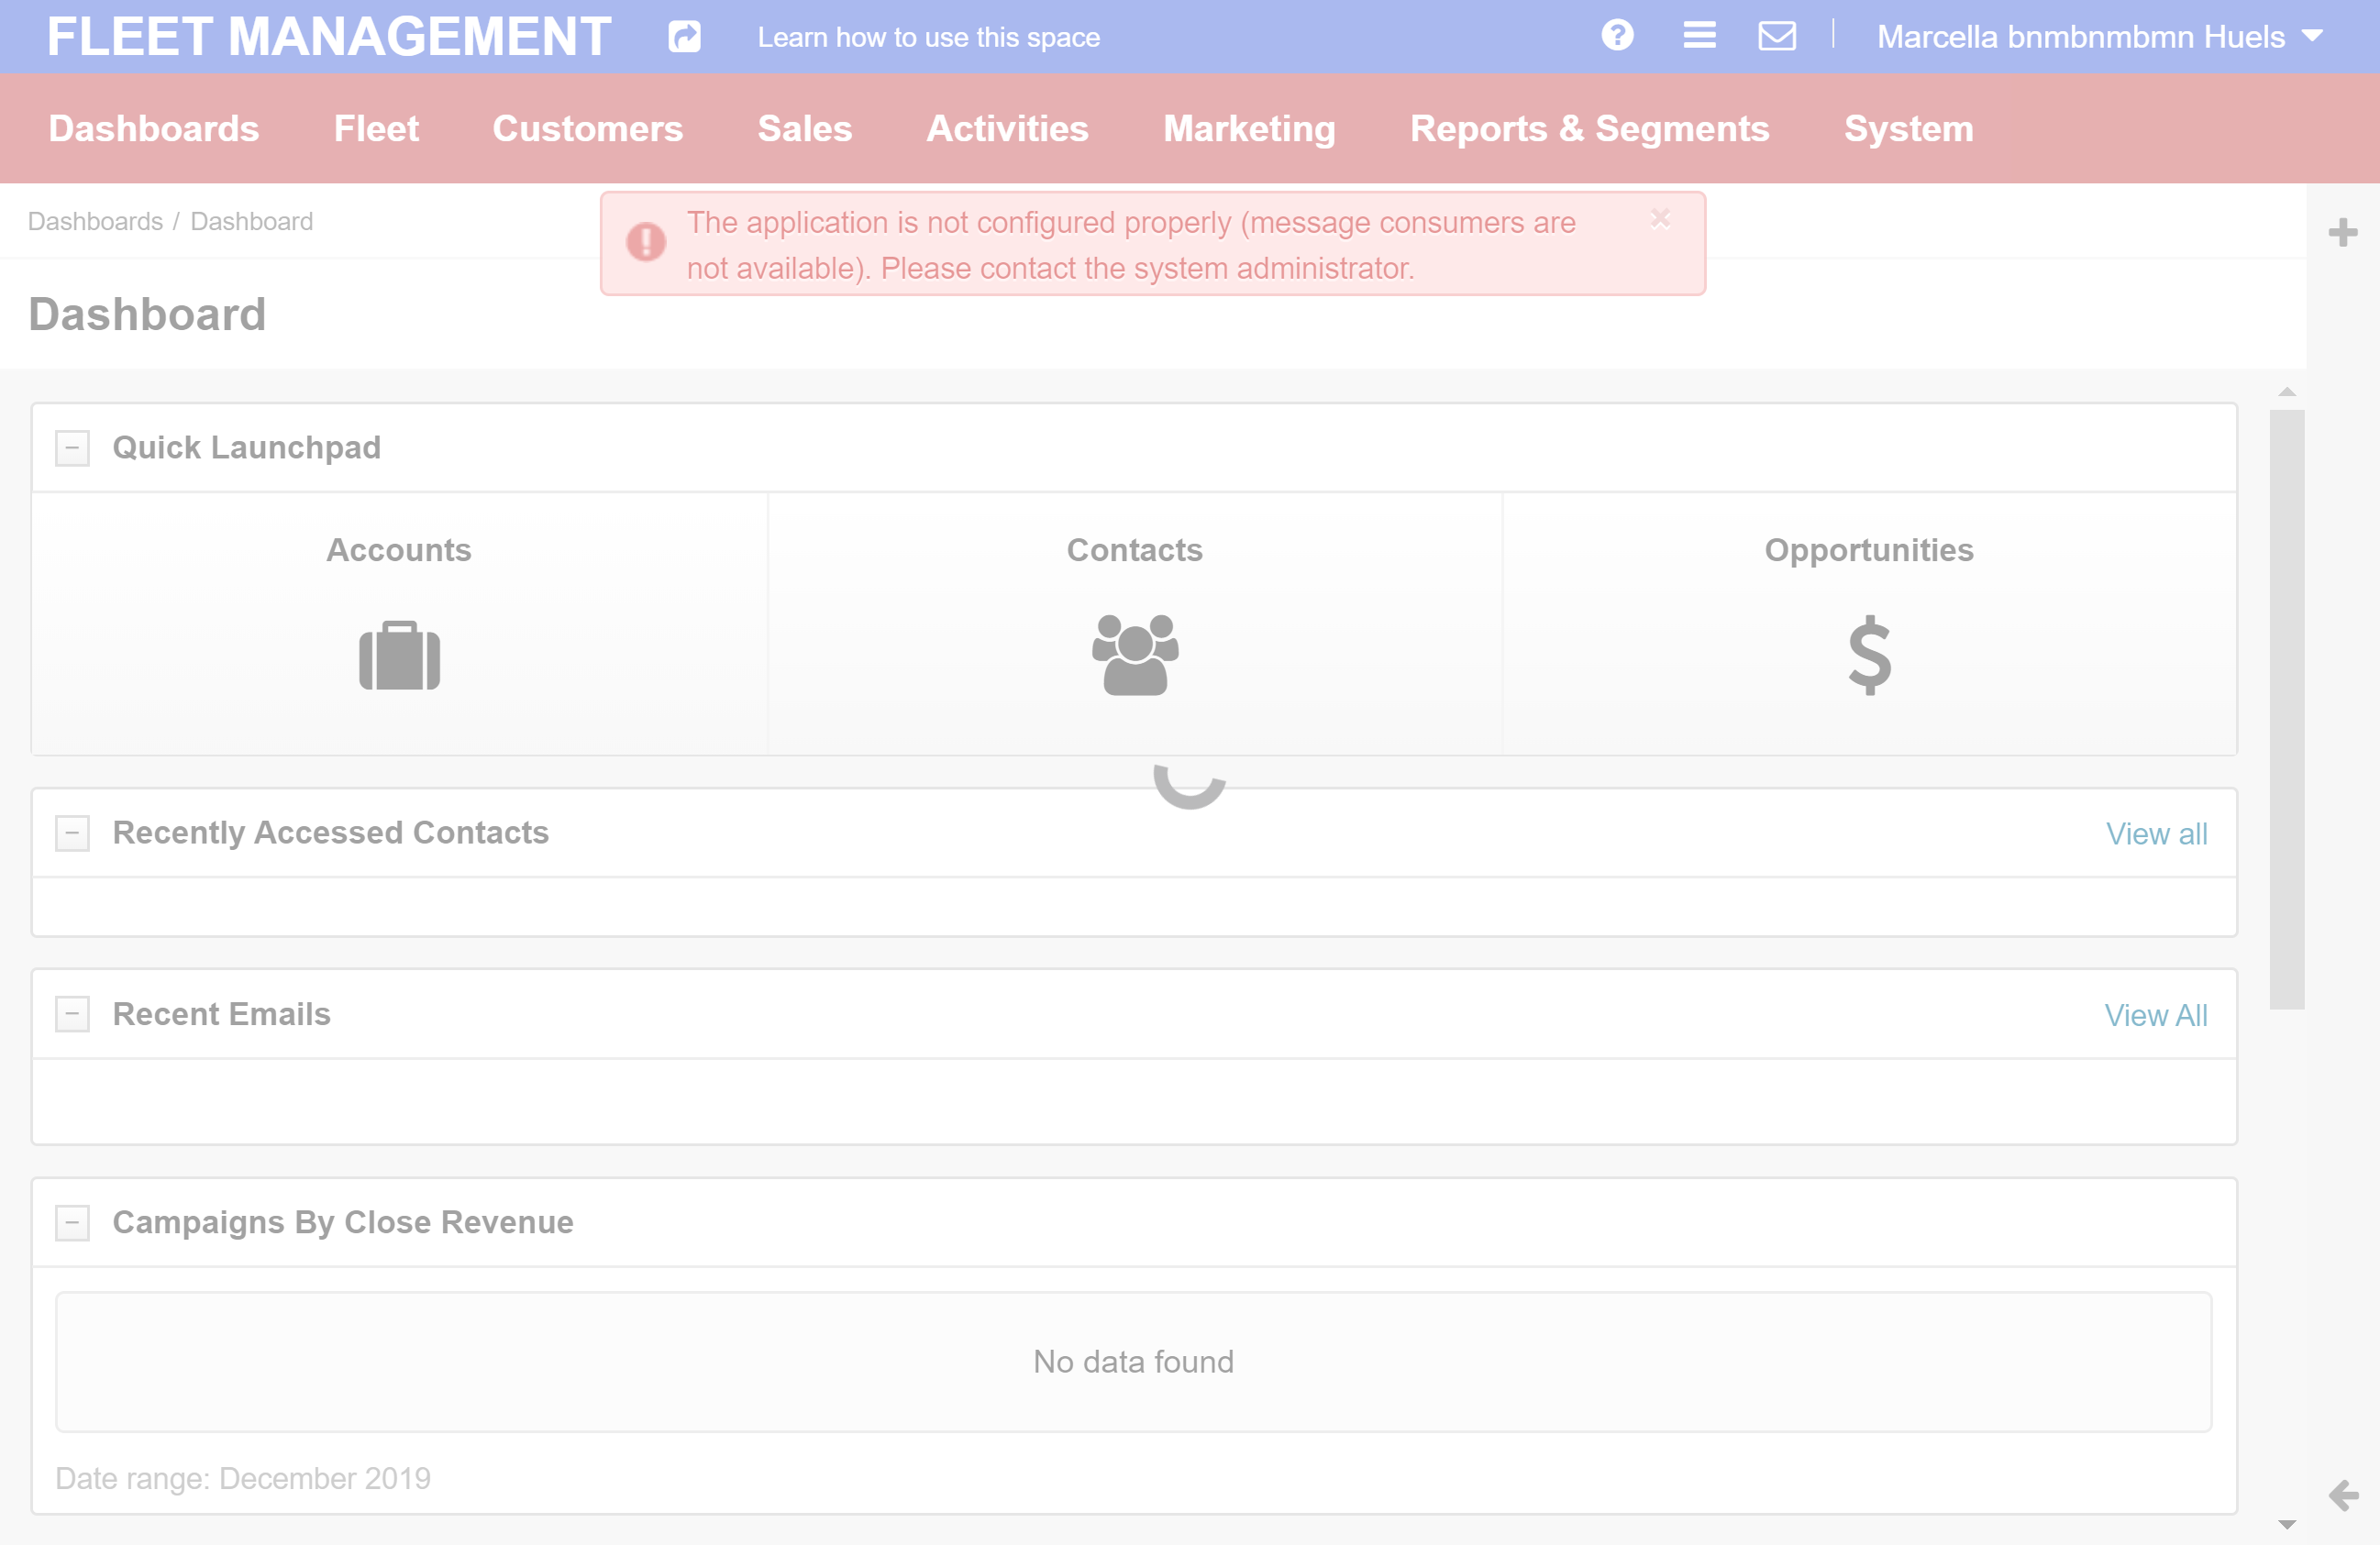 FLEET MANAGEMENT
Learn how to use this space
Marcella bnmbnmbmn Huels
Dashboards
Fleet
Customers
Sales
Activities
Marketing
Reports & Segments
System
Dashboards / Dashboard
The application is not configured properly (message consumers are
not available). Please contact the system administrator.
Dashboard
Quick Launchpad
Accounts
Contacts
Opportunities
Recently Accessed Contacts
View all
Recent Emails
View All
Campaigns By Close Revenue
No data found
Date range: December 2019